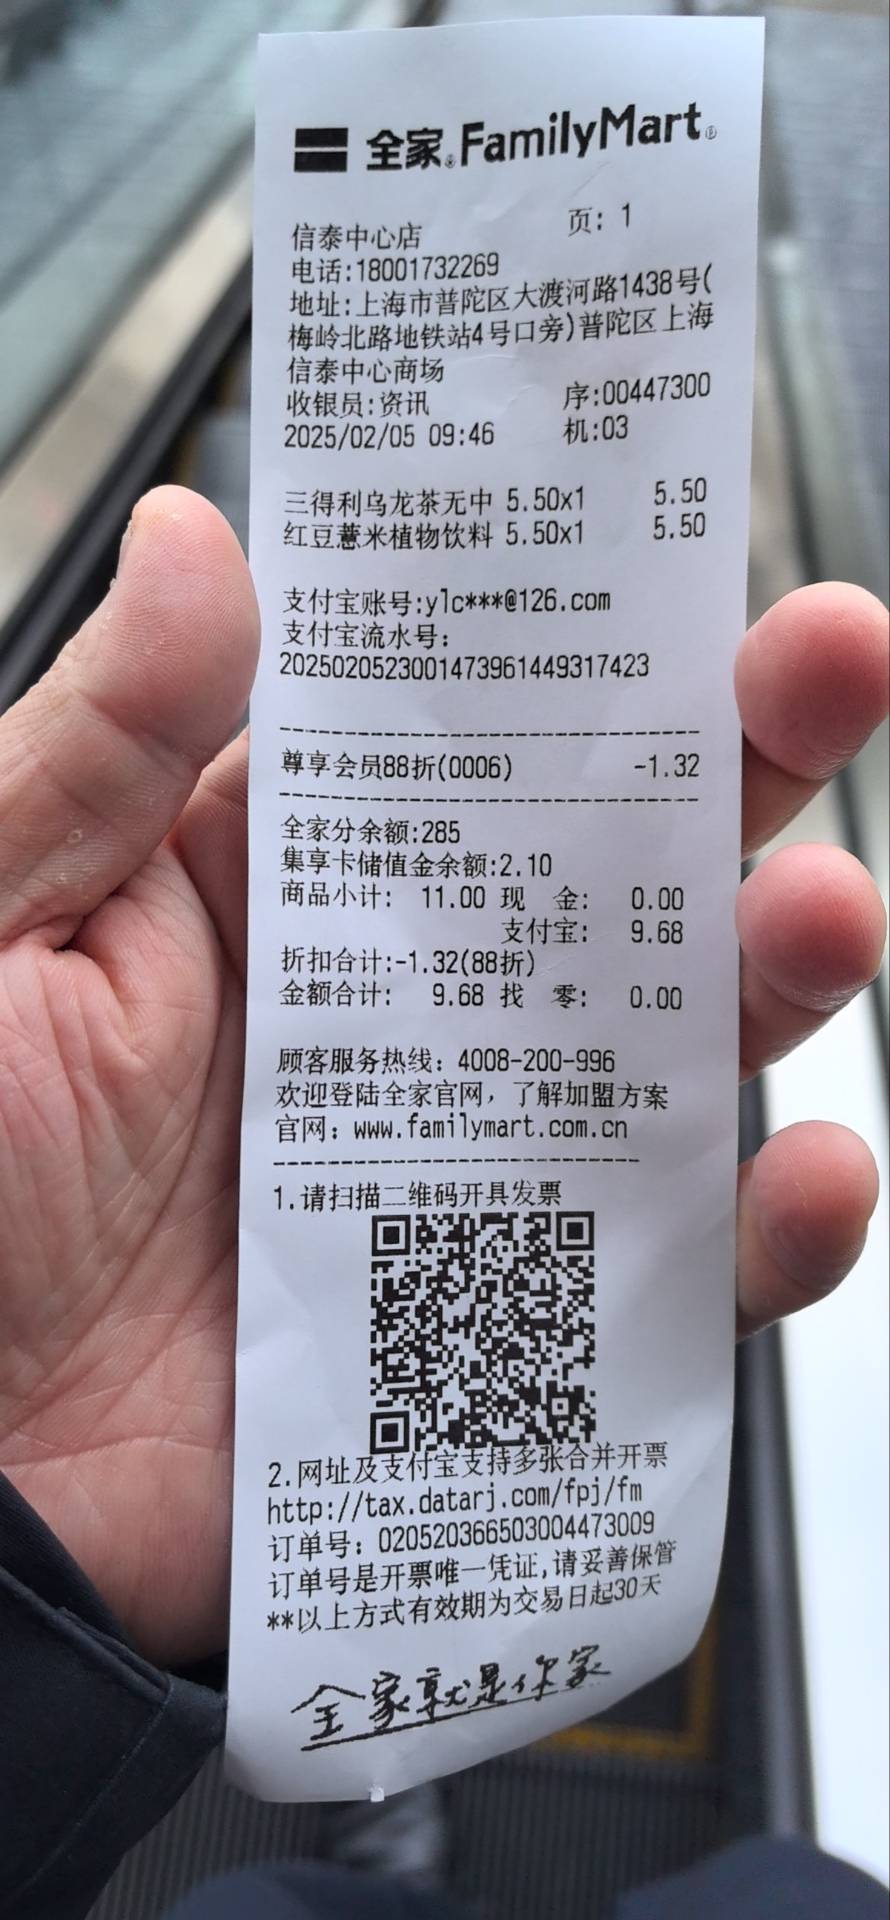 全家 FamilyMart
页: 1
信泰中心店
电话:18001732269
地址:上海市普陀区大渡河路1438号(
梅岭北路地铁站4号口旁)普陀区上海
信泰中心商场
收银员:资讯 序:00447300
2025/02/05 09:46 机:03
三得利乌龙茶无中 5.50x1 5.50
红豆薏米植物饮料 5.50x1 5.50
支付宝账号:ylc***@126.com
支付宝流水号:
2025020523001473961449317423
尊享会员88折(0006) -1.32
全家分余额:285
集享卡储值金余额:2.10
商品小计: 11.00 现 金: 0.00
支付宝: 9.68
折扣合计:-1.32(88折)
金额合计: 9.68 找 零: 0.00
顾客服务热线: 4008-200-996
欢迎登陆全家官网，了解加盟方案
官网: www.familymart.com.cn
1.请扫描二维码开具发票
2.网址及支付宝支持多张合并开票
http://tax.datarj.com/fpj/fm
订单号: 020520366503004473009
订单号是开票唯一凭证,请妥善保管
**以上方式有效期为交易日起30天
全家就是你家